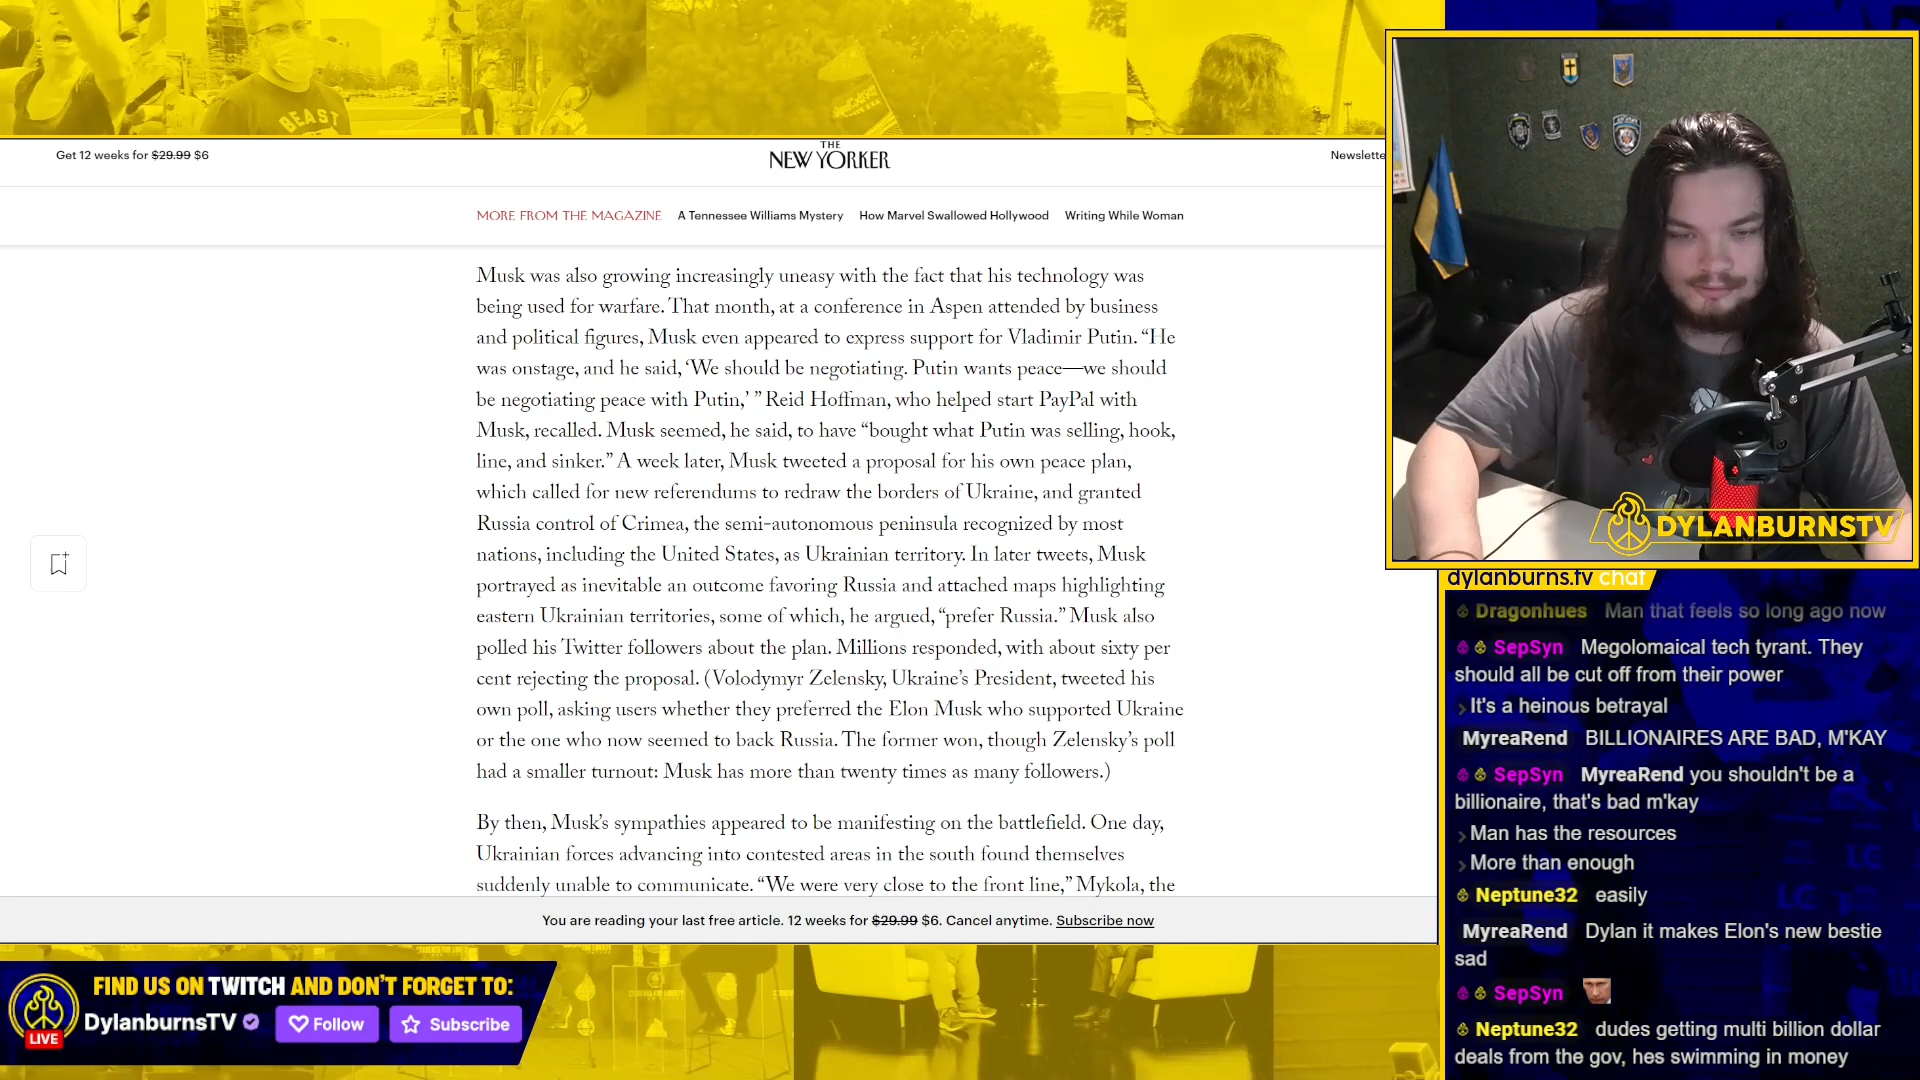 BEAST
Get 12 weeks for $29.99 $6
THE
NEW YORKER
Newslette
MORE FROM THE MAGAZINE A Tennessee Williams Mystery How Marvel Swallowed Hollywood Writing While Woman
Musk was also growing increasingly uneasy with the fact that his technology was
being used for warfare. That month, at a conference in Aspen attended by business
and political figures, Musk even appeared to express support for Vladimir Putin. “He
was onstage, and he said, ‘We should be negotiating. Putin wants peace—we should
be negotiating peace with Putin,’ ” Reid Hoffman, who helped start PayPal with
Musk, recalled. Musk seemed, he said, to have “bought what Putin was selling, hook,
line, and sinker.” A week later, Musk tweeted a proposal for his own peace plan,
which called for new referendums to redraw the borders of Ukraine, and granted
Russia control of Crimea, the semi-autonomous peninsula recognized by most
nations, including the United States, as Ukrainian territory. In later tweets, Musk
portrayed as inevitable an outcome favoring Russia and attached maps highlighting
eastern Ukrainian territories, some of which, he argued, “prefer Russia.” Musk also
polled his Twitter followers about the plan. Millions responded, with about sixty per
cent rejecting the proposal. (Volodymyr Zelensky, Ukraine’s President, tweeted his
own poll, asking users whether they preferred the Elon Musk who supported Ukraine
or the one who now seemed to back Russia. The former won, though Zelensky’s poll
had a smaller turnout: Musk has more than twenty times as many followers.)
By then, Musk’s sympathies appeared to be manifesting on the battlefield. One day,
Ukrainian forces advancing into contested areas in the south found themselves
suddenly unable to communicate. “We were very close to the front line,” Mykola, the
You are reading your last free article. 12 weeks for $29.99 $6. Cancel anytime. Subscribe now
DYLANBURNSTV
dylanburns.tv chat
Dragonhues Man that feels so long ago now
SepSyn Megolomaical tech tyrant. They
should all be cut off from their power
It's a heinous betrayal
MyreaRend BILLIONAIRES ARE BAD, M'KAY
SepSyn MyreaRend you shouldn't be a
billionaire, that's bad m'kay
Man has the resources
More than enough
Neptune32 easily
MyreaRend Dylan it makes Elon's new bestie
sad
SepSyn
Neptune32 dudes getting multi billion dollar
deals from the gov, hes swimming in money
FIND US ON TWITCH AND DON'T FORGET TO:
DylanburnsTV Follow Subscribe
LIVE